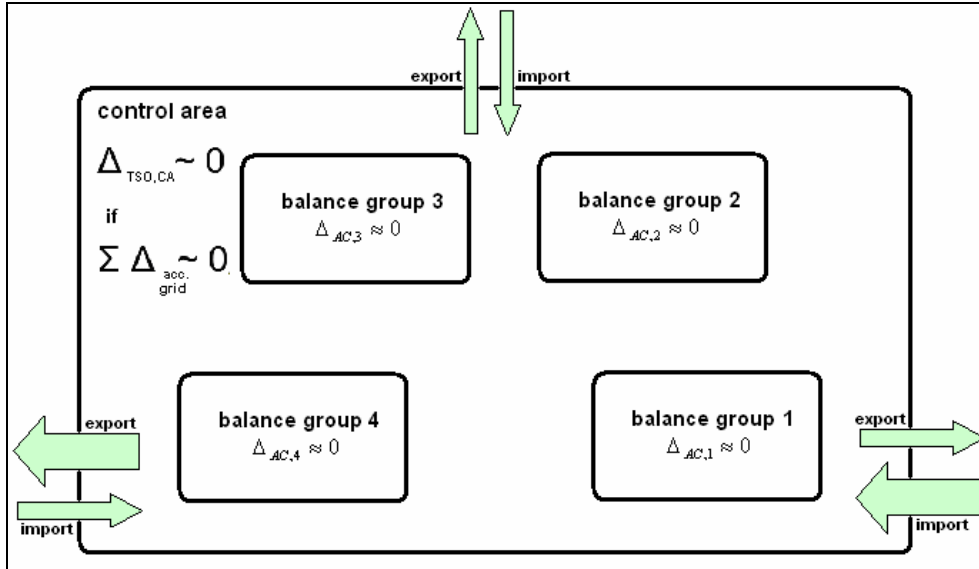 export
import
control area
Δ TSO,CA ~ 0
if
Σ Δ acc. grid ~ 0
balance group 3
Δ AC,3 ≈ 0
balance group 2
Δ AC,2 ≈ 0
balance group 4
Δ AC,4 ≈ 0
balance group 1
Δ AC,1 ≈ 0
export
import
export
import